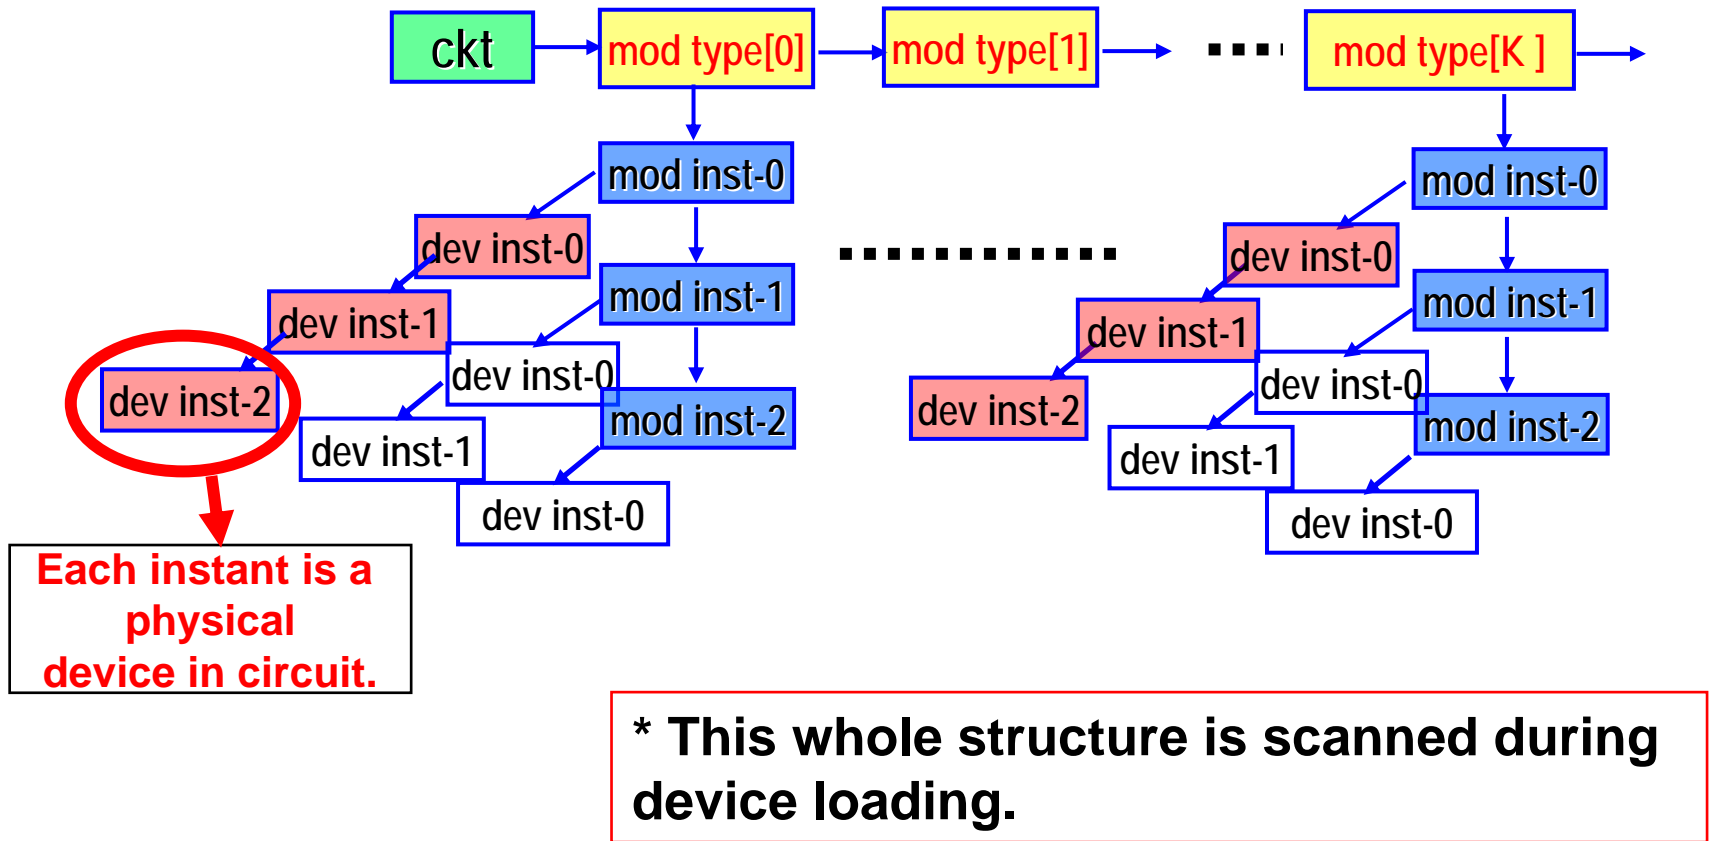 ckt
mod type[0]
mod type[1]
mod type[K ]
mod inst-0
mod inst-0
dev inst-0
dev inst-0
mod inst-1
mod inst-1
dev inst-1
dev inst-1
dev inst-0
dev inst-0
dev inst-2
dev inst-2
mod inst-2
mod inst-2
dev inst-1
dev inst-1
dev inst-0
dev inst-0
Each instant is a
physical
device in circuit.
* This whole structure is scanned during
device loading.